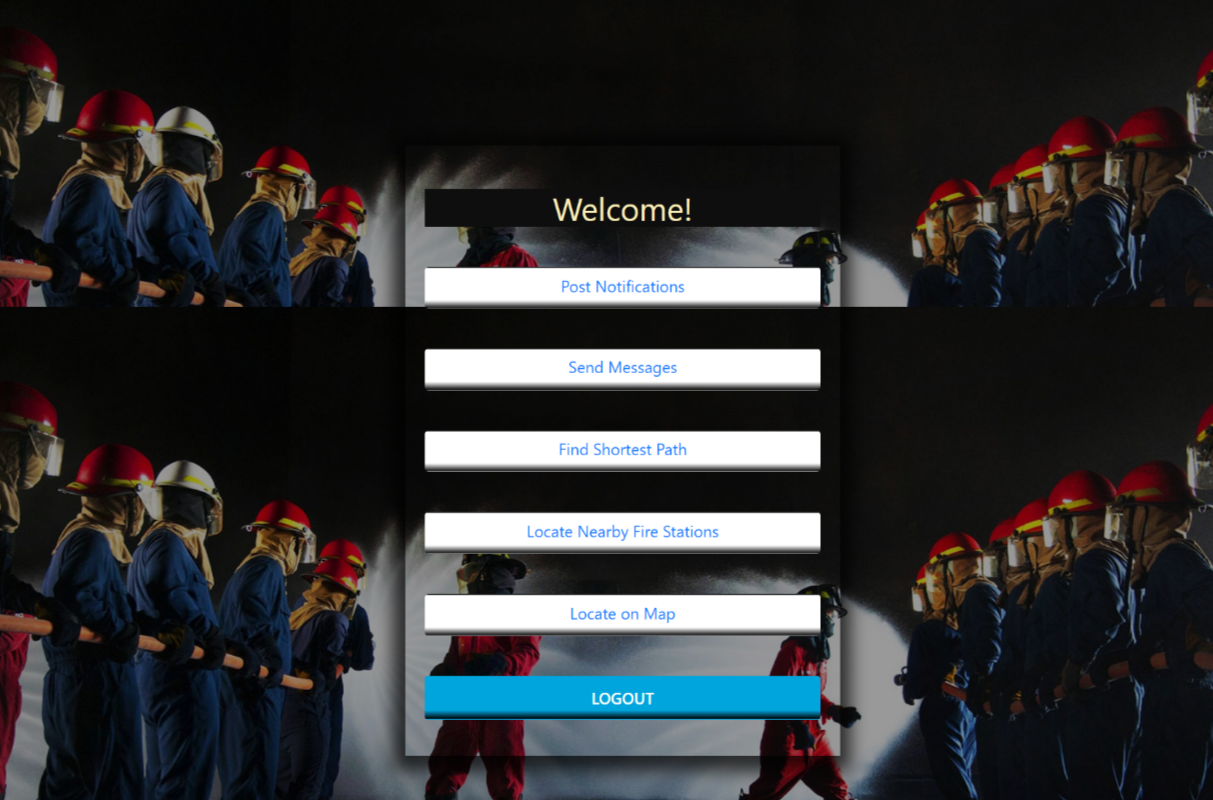 Welcome!
Post Notifications
Send Messages
Find Shortest Path
Locate Nearby Fire Stations
Locate on Map
LOGOUT